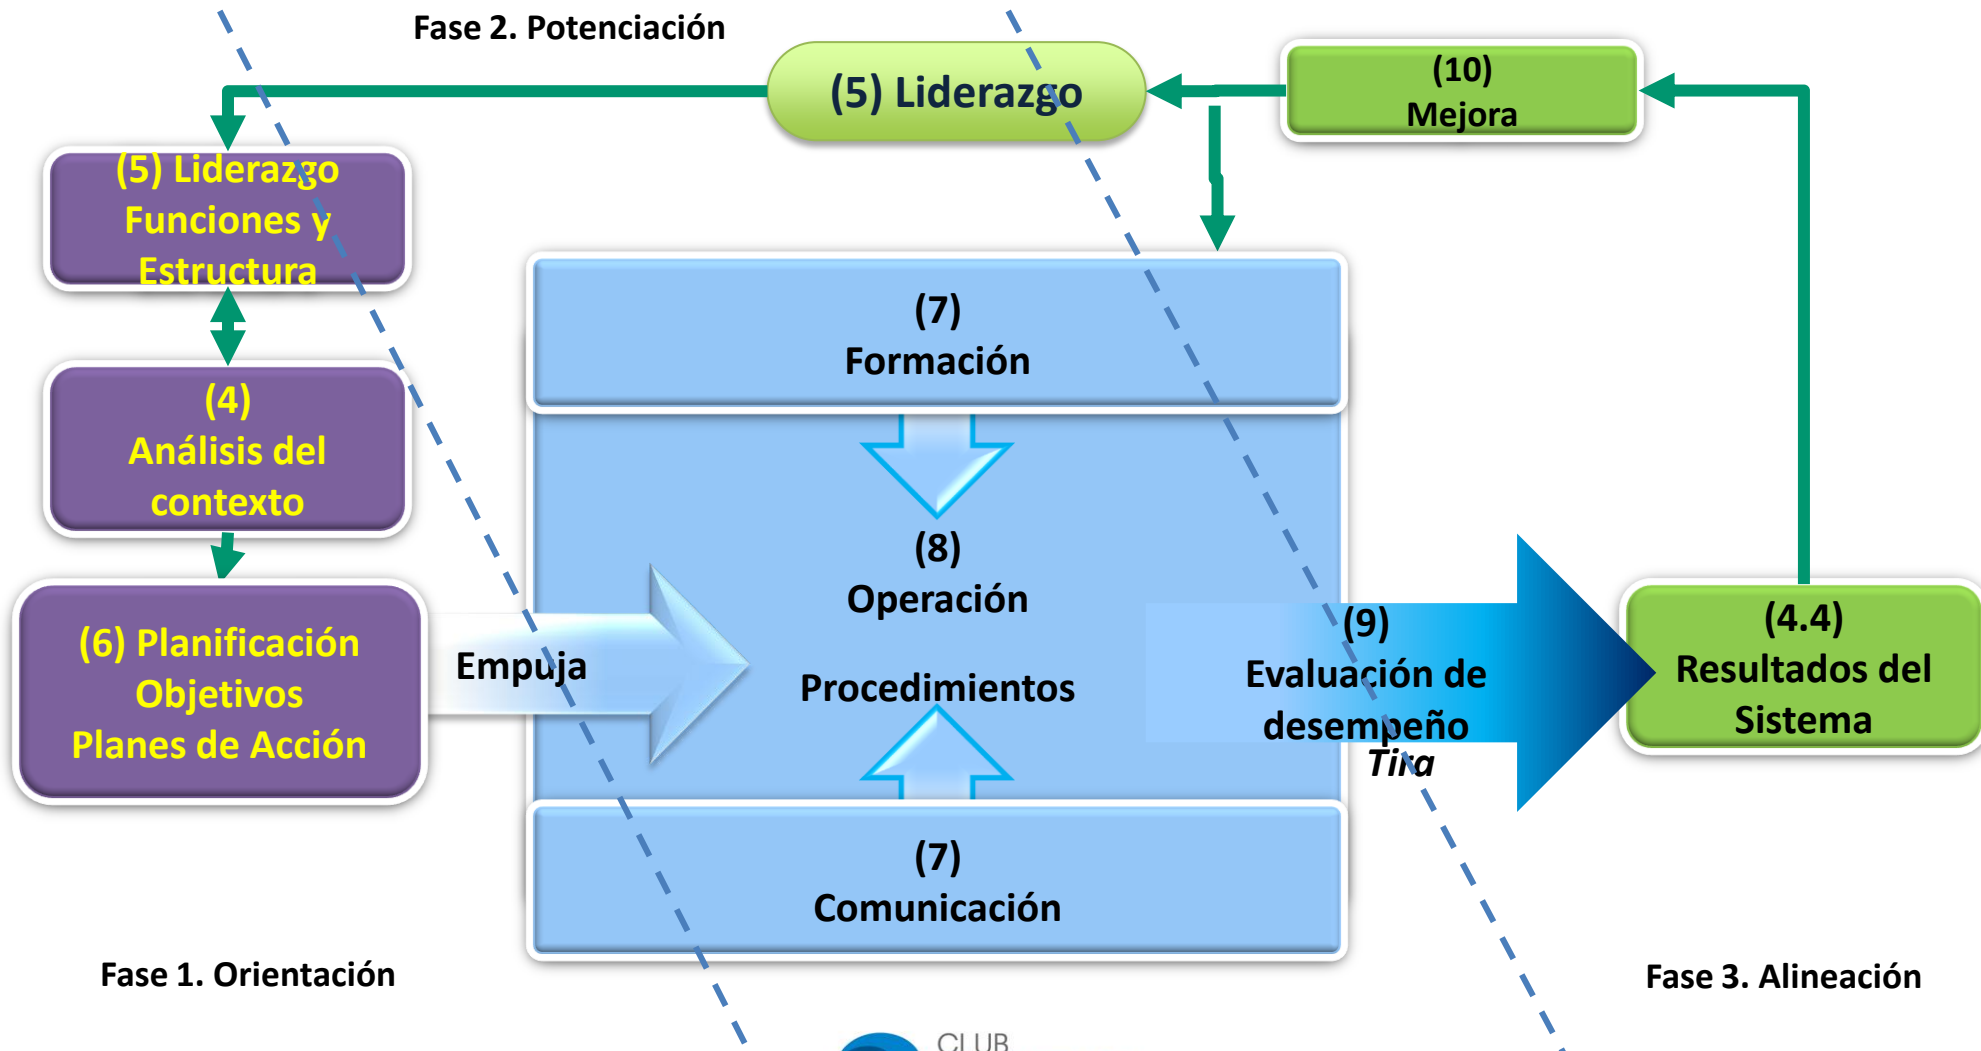 Fase 2. Potenciación
(5) Liderazgo
(10)
Mejora
(5) Liderazgo
Funciones y
Estructura
(4)
Análisis del
contexto
(6) Planificación
Objetivos
Planes de Acción
Empuja
(7)
Formación
(8)
Operación
Procedimientos
(7)
Comunicación
(9)
Evaluación de
desempeño
Tira
(4.4)
Resultados del
Sistema
Fase 1. Orientación
Fase 3. Alineación
CLUB